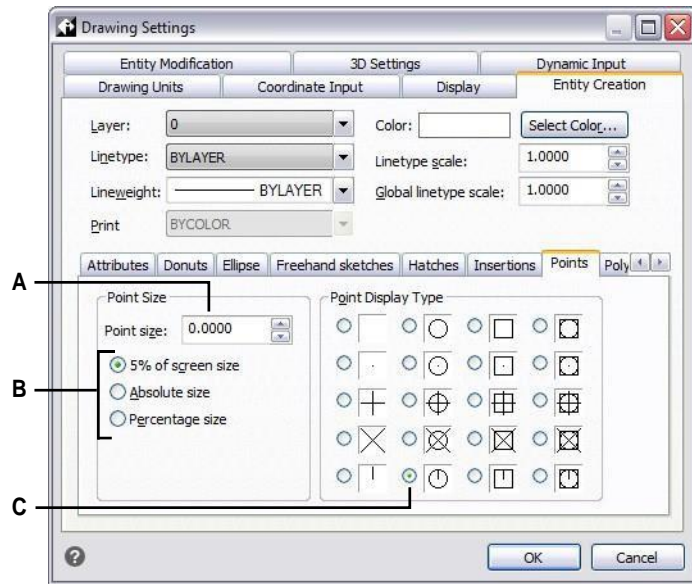 Drawing Settings
Entity Modification 3D Settings Dynamic Input
Drawing Units Coordinate Input Display Entity Creation
Layer: 0 Color: Select Color...
Linetype: BYLAYER Linetype scale: 1.0000
Lineweight: BYLAYER Global linetype scale: 1.0000
Print BYCOLOR
Attributes Donuts Ellipse Freehand sketches Hatches Insertions Points Poly
A
Point Size Point Display Type
Point size: 0.0000
5% of screen size
B
Absolute size
Percentage size
C
? OK Cancel